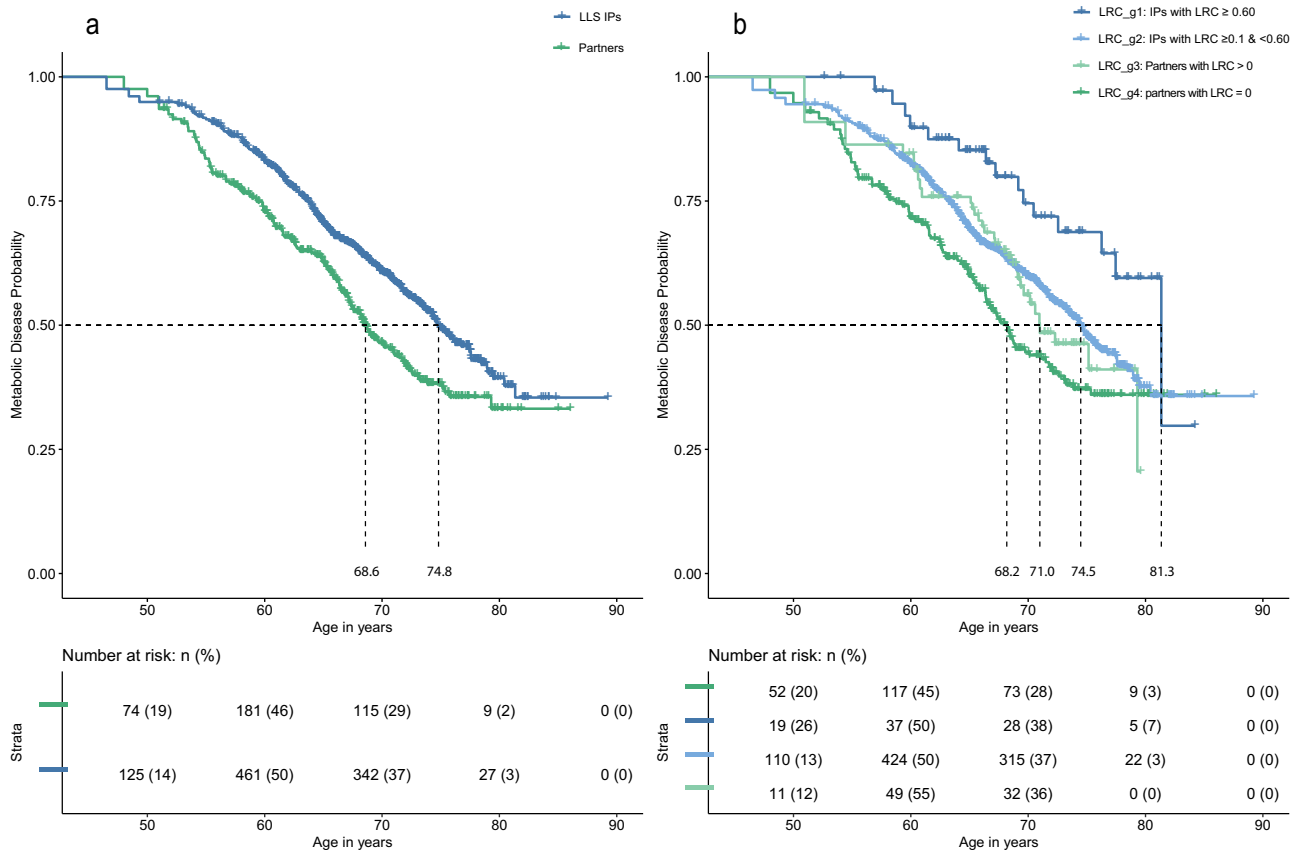 a
LLS IPs
Partners
Metabolic Disease Probability
1.00
0.75
0.50
0.25
0.00
68.6 74.8
50 60 70 80 90
Age in years
Number at risk: n (%)
Strata
74 (19) 181 (46) 115 (29) 9 (2) 0 (0)
125 (14) 461 (50) 342 (37) 27 (3) 0 (0)
50 60 70 80 90
Age in years
b
LRC_g1: IPs with LRC ≥ 0.60
LRC_g2: IPs with LRC ≥0.1 & <0.60
LRC_g3: Partners with LRC > 0
LRC_g4: partners with LRC = 0
Metabolic Disease Probability
1.00
0.75
0.50
0.25
0.00
68.2 71.0 74.5 81.3
50 60 70 80 90
Age in years
Number at risk: n (%)
Strata
52 (20) 117 (45) 73 (28) 9 (3) 0 (0)
19 (26) 37 (50) 28 (38) 5 (7) 0 (0)
110 (13) 424 (50) 315 (37) 22 (3) 0 (0)
11 (12) 49 (55) 32 (36) 0 (0) 0 (0)
50 60 70 80 90
Age in years